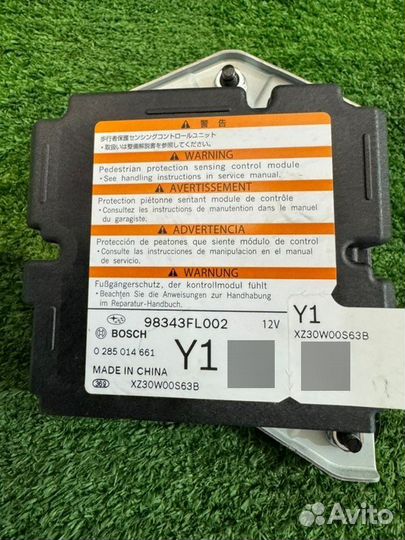 ⚠ 警告
歩行者保護センシングコントロールユニット
• 取扱いは整備解説書を参照してください。
⚠ WARNING
Pedestrian protection sensing control module
• See handling instructions in service manual.
⚠ AVERTISSEMENT
Protection piétonne sentant module de contrôle
• Consultez les instructions de manutention dans le manuel
du garagiste.
⚠ ADVERTENCIA
Protección de peatones que siente módulo de control
• Consulte las instrucciones de manipulacion en el manual
de servicio.
⚠ WARNUNG
Fußgängerschutz, der kontrollmodul fühlt
• Beachten Sie die Anweisungen zur Handhabung
im Reparatur-Handbuch.
98343FL002 12V
BOSCH
0 285 014 661
Y1
MADE IN CHINA
XZ30W00S63B
Y1
XZ30W00S63B
Avito